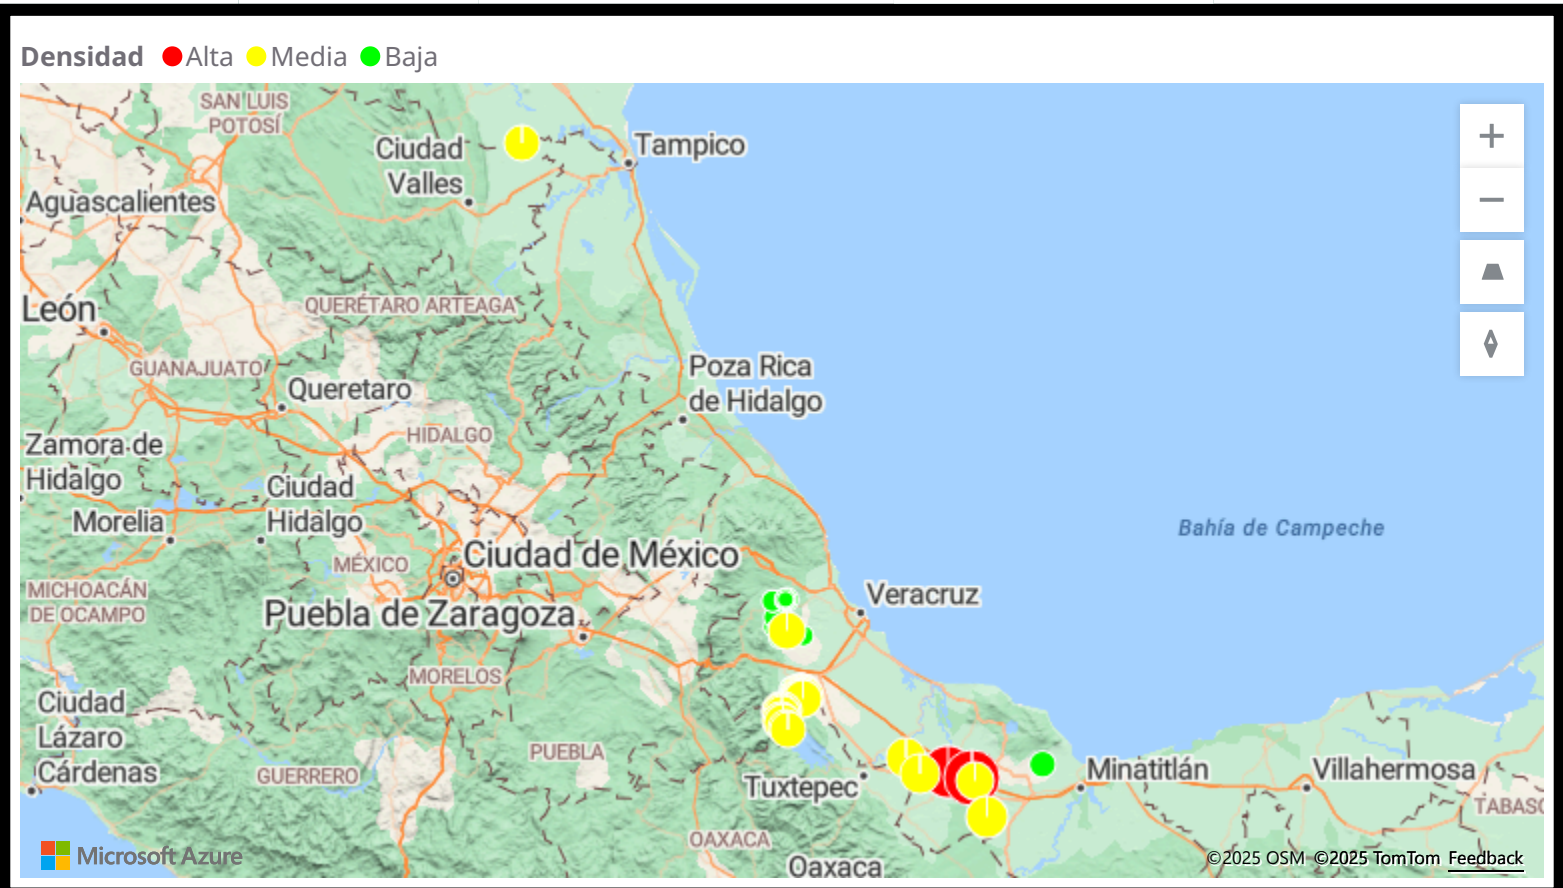 Densidad Alta Media Baja
SAN LUIS
POTOSÍ
Ciudad
Valles
Tampico
Aguascalientes
León
QUERÉTARO ARTEAGA
GUANAJUATO
Queretaro
Poza Rica
de Hidalgo
HIDALGO
Zamora de
Hidalgo
Ciudad
Hidalgo
Morelia
Bahía de Campeche
MÉXICO
Ciudad de México
MICHOACÁN
DE OCAMPO
Puebla de Zaragoza
Veracruz
MORELOS
Ciudad
Lázaro
Cárdenas
GUERRERO
PUEBLA
Tuxtepec
Minatitlán
Villahermosa
TABASC
OAXACA
Oaxaca
Microsoft Azure
©2025 OSM ©2025 TomTom Feedback